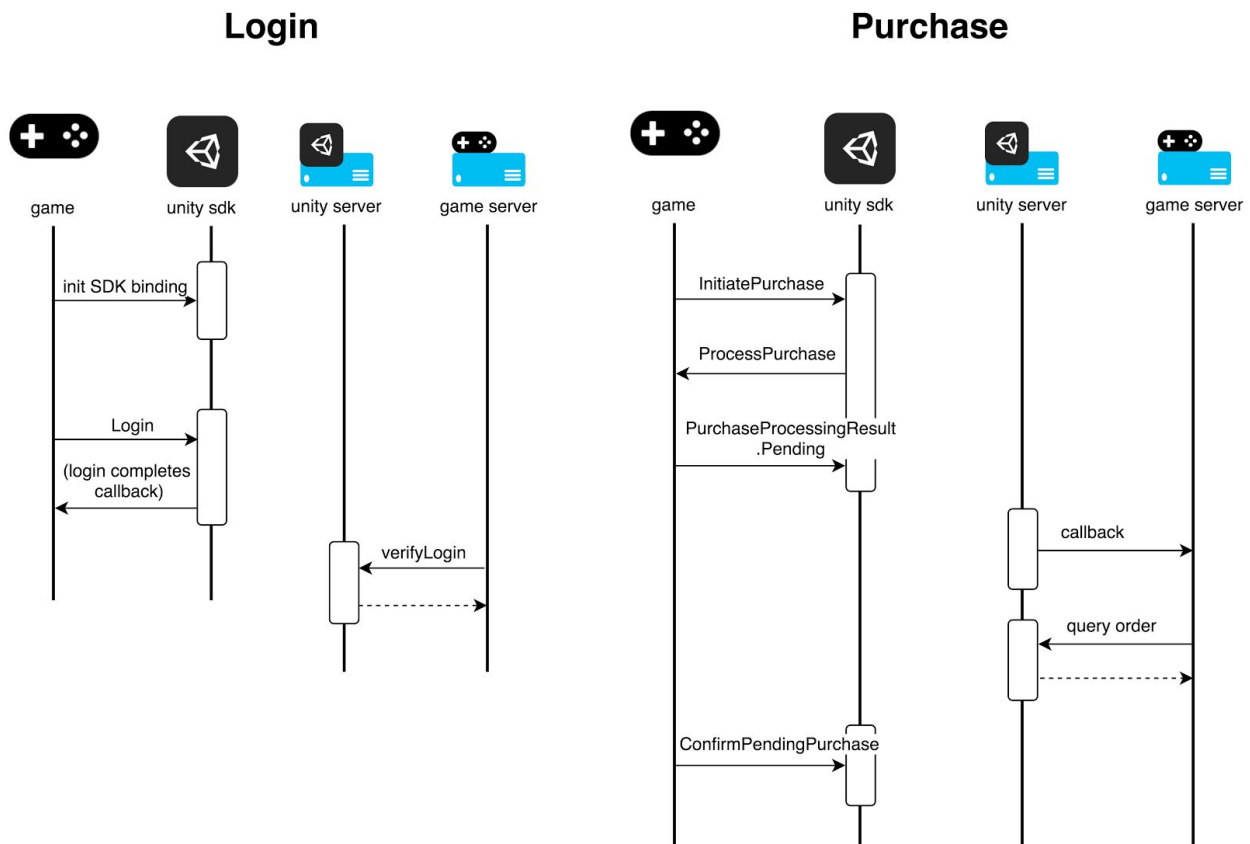 Login
game
unity sdk
unity server
game server
init SDK binding
Login
(login completes
callback)
verifyLogin
Purchase
game
unity sdk
unity server
game server
InitiatePurchase
ProcessPurchase
PurchaseProcessingResult
.Pending
callback
query order
ConfirmPendingPurchase